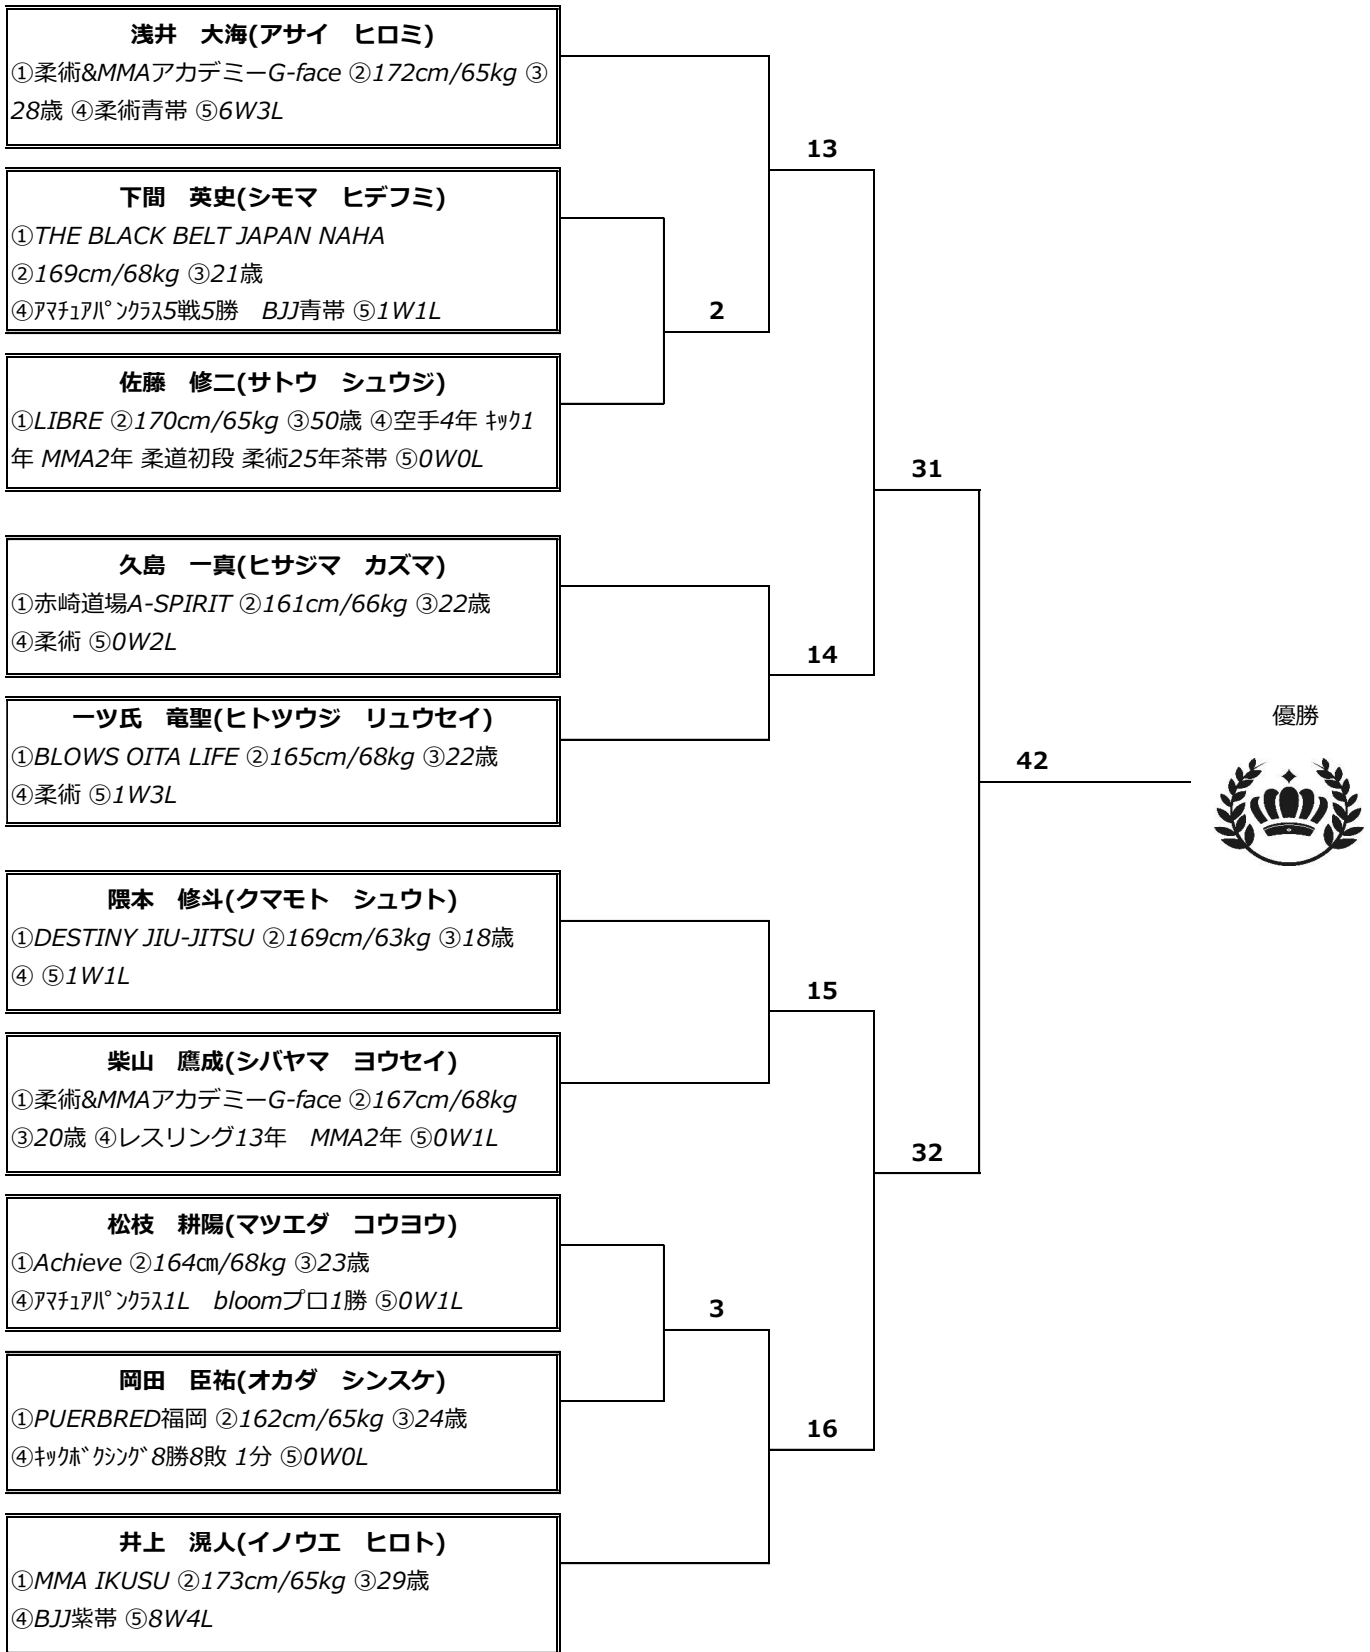 浅井　大海(アサイ　ヒロミ)
①柔術&MMAアカデミーG-face ②172cm/65kg ③
28歳 ④柔術青帯 ⑤6W3L
13
下間　英史(シモマ　ヒデフミ)
①THE BLACK BELT JAPAN NAHA
②169cm/68kg ③21歳
④ｱﾏﾁｭｱﾊﾟﾝｸﾗｽ5戦5勝　BJJ青帯 ⑤1W1L
2
佐藤　修二(サトウ　シュウジ)
①LIBRE ②170cm/65kg ③50歳 ④空手4年 ｷｯｸ1
年 MMA2年 柔道初段 柔術25年茶帯 ⑤0W0L
31
久島　一真(ヒサジマ　カズマ)
①赤崎道場A-SPIRIT ②161cm/66kg ③22歳
④柔術 ⑤0W2L
14
一ツ氏　竜聖(ヒトツウジ　リュウセイ)
①BLOWS OITA LIFE ②165cm/68kg ③22歳
④柔術 ⑤1W3L
優勝
42
隈本　修斗(クマモト　シュウト)
①DESTINY JIU-JITSU ②169cm/63kg ③18歳
④ ⑤1W1L
15
柴山　鷹成(シバヤマ　ヨウセイ)
①柔術&MMAアカデミーG-face ②167cm/68kg
③20歳 ④レスリング13年　MMA2年 ⑤0W1L
32
松枝　耕陽(マツエダ　コウヨウ)
①Achieve ②164㎝/68kg ③23歳
④ｱﾏﾁｭｱﾊﾟﾝｸﾗｽ1L　bloomプロ1勝 ⑤0W1L
3
岡田　臣祐(オカダ　シンスケ)
①PUERBRED福岡 ②162cm/65kg ③24歳
④ｷｯｸﾎﾞｸｼﾝｸﾞ8勝8敗 1分 ⑤0W0L
16
井上　滉人(イノウエ　ヒロト)
①MMA IKUSU ②173cm/65kg ③29歳
④BJJ紫帯 ⑤8W4L